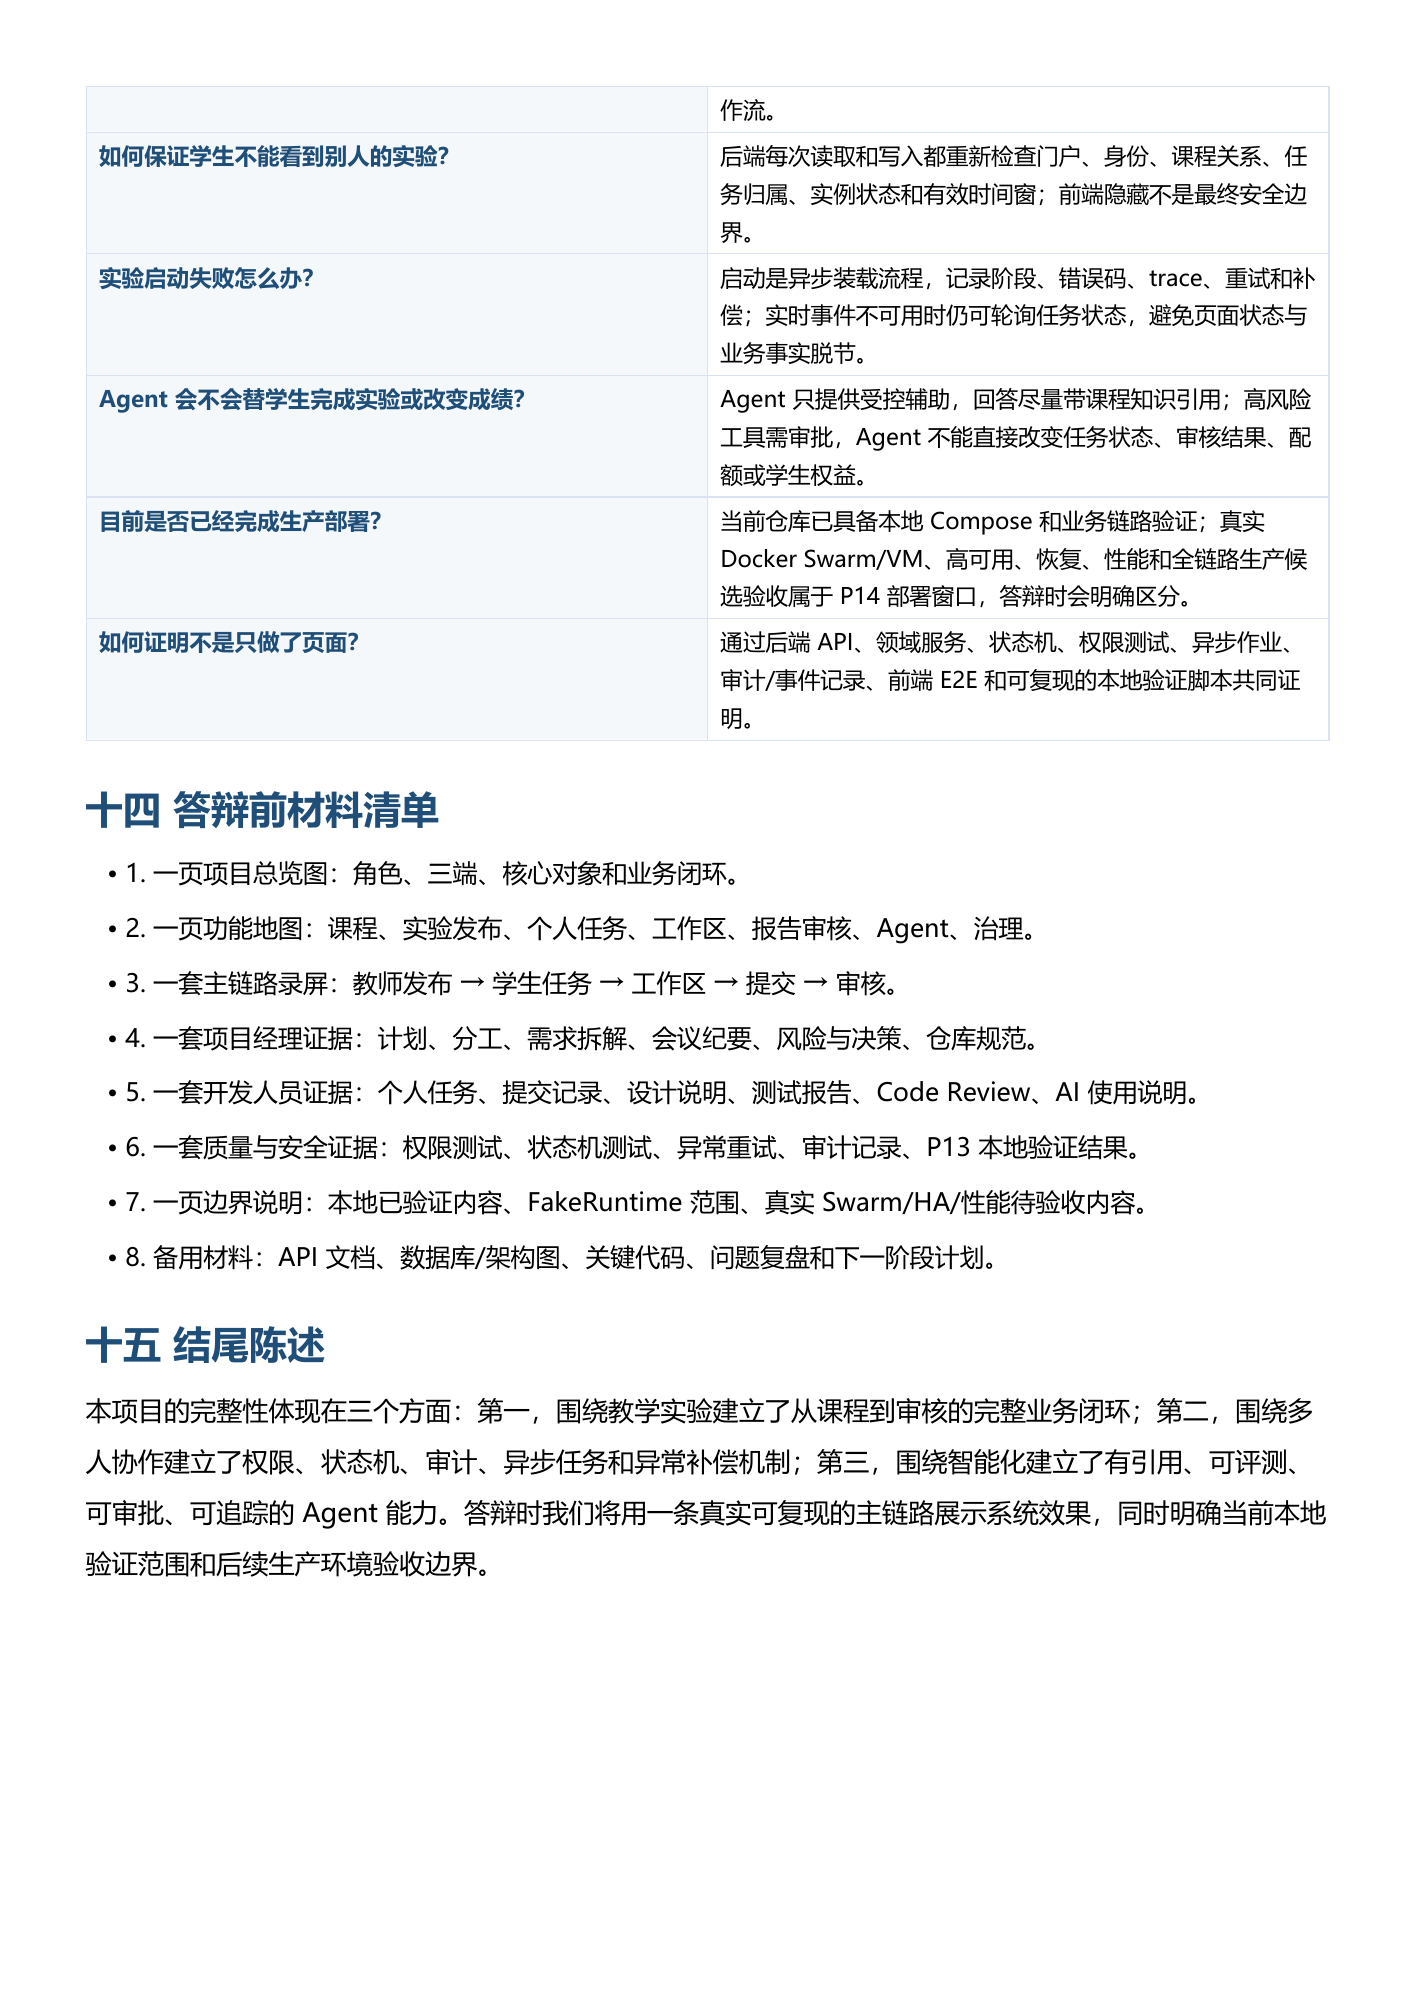 作流。
如何保证学生不能看到别人的实验？
后端每次读取和写入都重新检查门户、身份、课程关系、任
务归属、实例状态和有效时间窗；前端隐藏不是最终安全边
界。
实验启动失败怎么办？
启动是异步装载流程，记录阶段、错误码、trace、重试和补
偿；实时事件不可用时仍可轮询任务状态，避免页面状态与
业务事实脱节。
Agent 会不会替学生完成实验或改变成绩？
Agent 只提供受控辅助，回答尽量带课程知识引用；高风险
工具需审批，Agent 不能直接改变任务状态、审核结果、配
额或学生权益。
目前是否已经完成生产部署？
当前仓库已具备本地 Compose 和业务链路验证；真实
Docker Swarm/VM、高可用、恢复、性能和全链路生产候
选验收属于 P14 部署窗口，答辩时会明确区分。
如何证明不是只做了页面？
通过后端 API、领域服务、状态机、权限测试、异步作业、
审计/事件记录、前端 E2E 和可复现的本地验证脚本共同证
明。
十四 答辩前材料清单
• 1. 一页项目总览图：角色、三端、核心对象和业务闭环。
• 2. 一页功能地图：课程、实验发布、个人任务、工作区、报告审核、Agent、治理。
• 3. 一套主链路录屏：教师发布 → 学生任务 → 工作区 → 提交 → 审核。
• 4. 一套项目经理证据：计划、分工、需求拆解、会议纪要、风险与决策、仓库规范。
• 5. 一套开发人员证据：个人任务、提交记录、设计说明、测试报告、Code Review、AI 使用说明。
• 6. 一套质量与安全证据：权限测试、状态机测试、异常重试、审计记录、P13 本地验证结果。
• 7. 一页边界说明：本地已验证内容、FakeRuntime 范围、真实 Swarm/HA/性能待验收内容。
• 8. 备用材料：API 文档、数据库/架构图、关键代码、问题复盘和下一阶段计划。
十五 结尾陈述
本项目的完整性体现在三个方面：第一，围绕教学实验建立了从课程到审核的完整业务闭环；第二，围绕多
人协作建立了权限、状态机、审计、异步任务和异常补偿机制；第三，围绕智能化建立了有引用、可评测、
可审批、可追踪的 Agent 能力。答辩时我们将用一条真实可复现的主链路展示系统效果，同时明确当前本地
验证范围和后续生产环境验收边界。